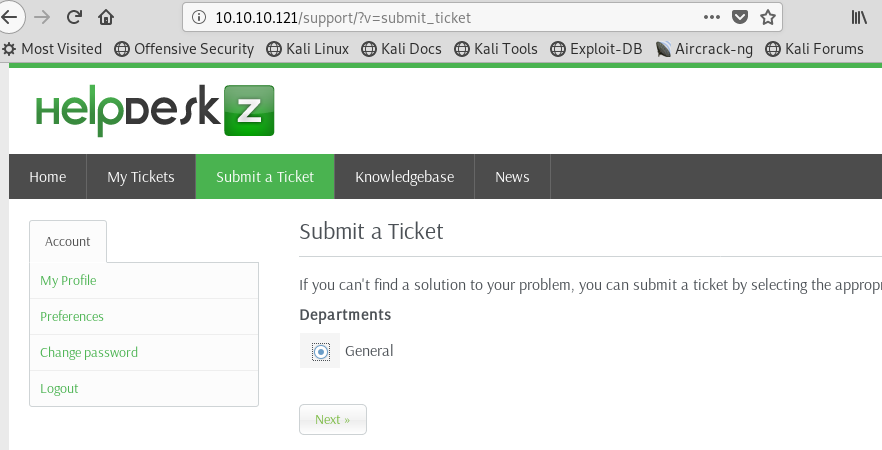 10.10.10.121/support/?v=submit_ticket
Most Visited Offensive Security Kali Linux Kali Docs Kali Tools Exploit-DB Aircrack-ng Kali Forums
HelpDesk Z
Home My Tickets Submit a Ticket Knowledgebase News
Account
My Profile
Preferences
Change password
Logout
Submit a Ticket
If you can't find a solution to your problem, you can submit a ticket by selecting the appropr
Departments
General
Next »